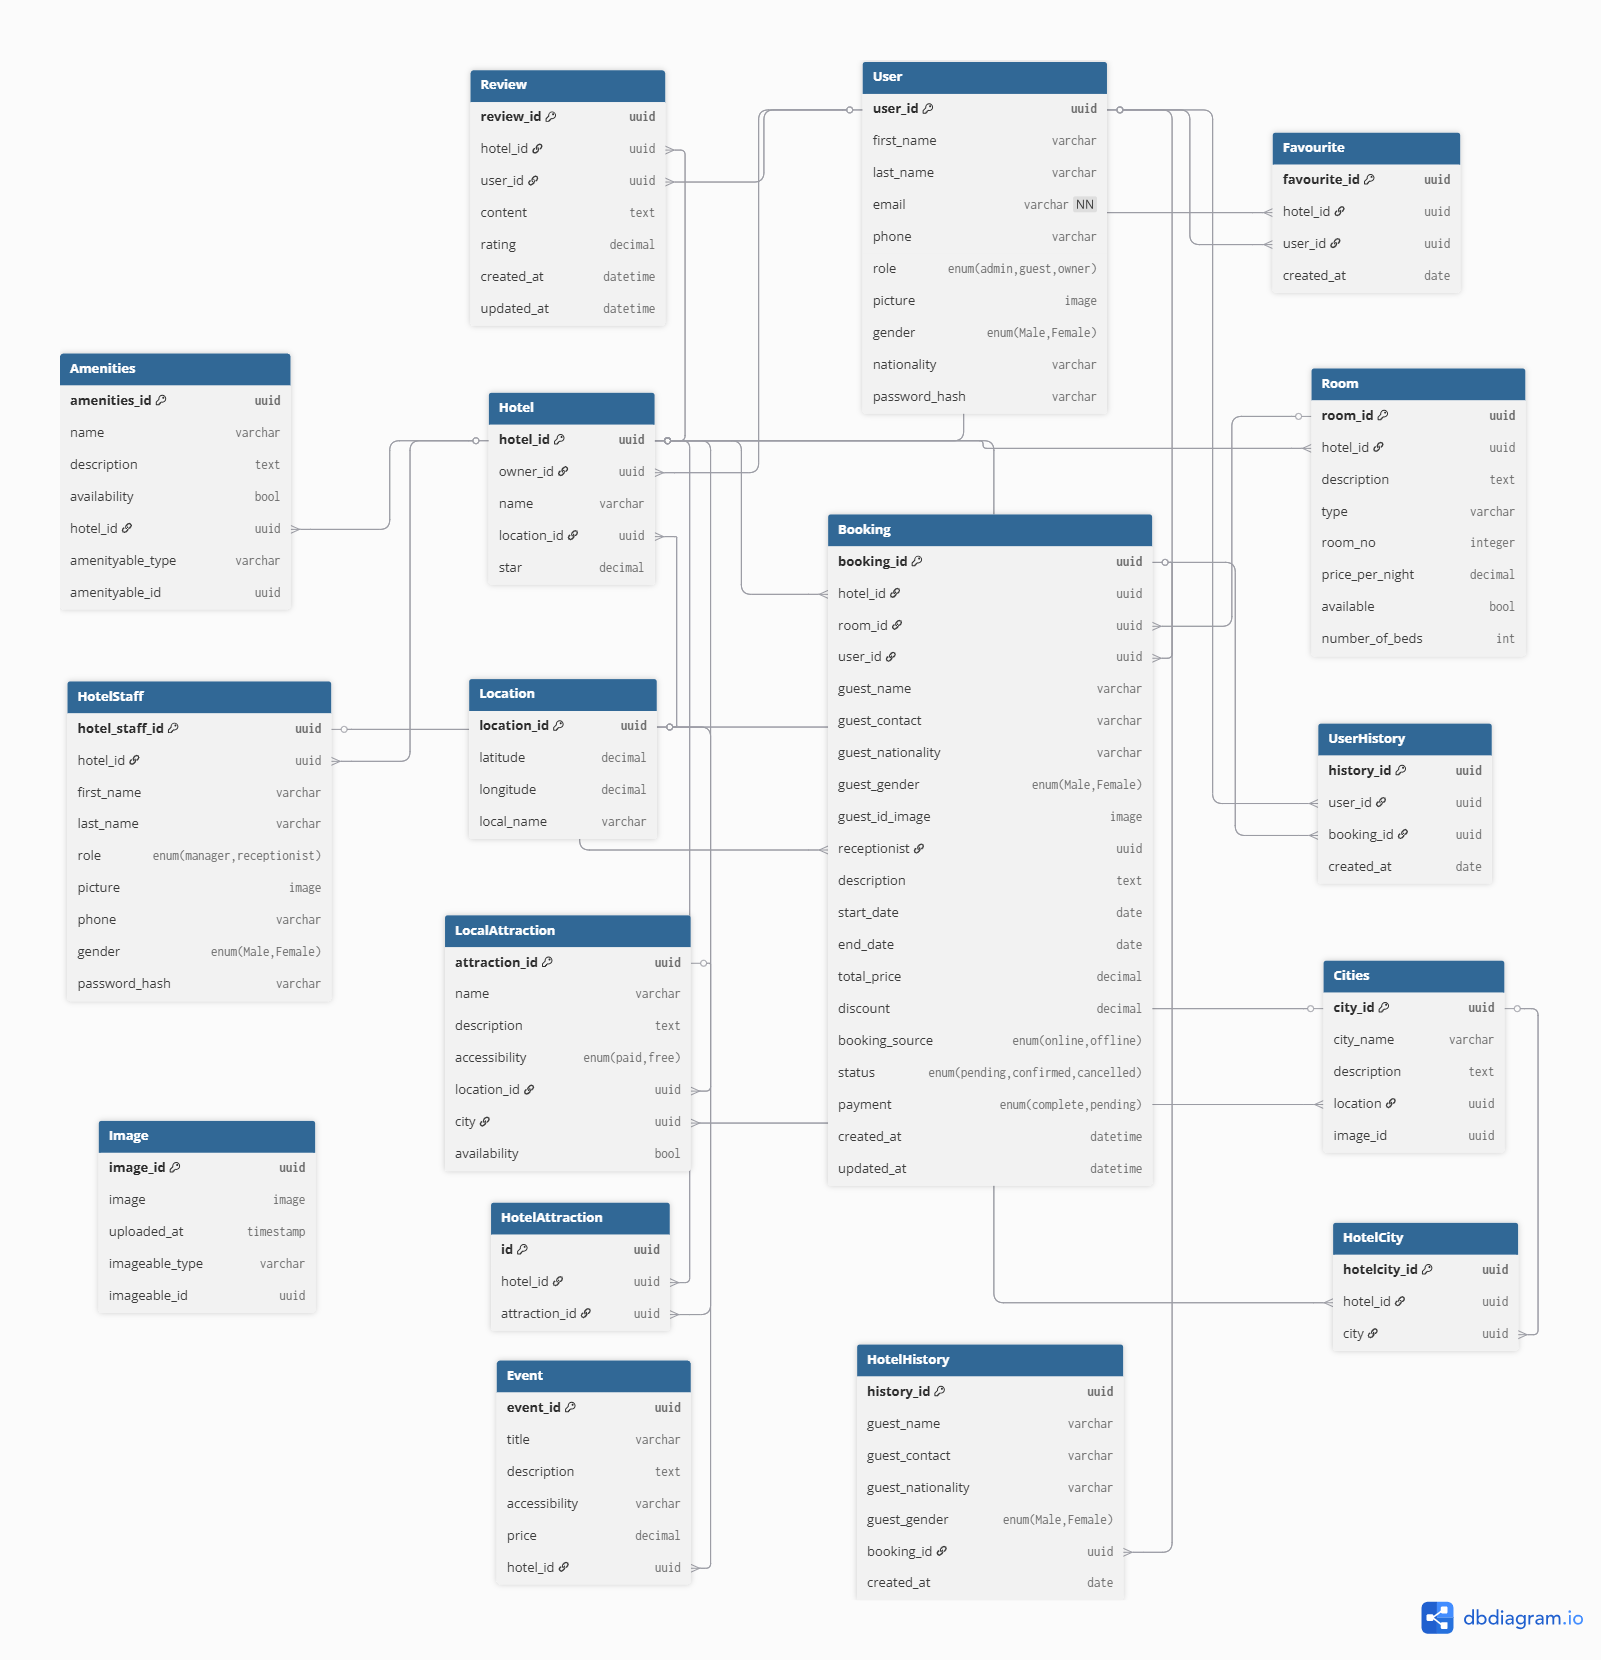 Review
review_id uuid
hotel_id uuid
user_id uuid
content text
rating decimal
created_at datetime
updated_at datetime
User
user_id uuid
first_name varchar
last_name varchar
email varchar NN
phone varchar
role enum(admin,guest,owner)
picture image
gender enum(Male,Female)
nationality varchar
password_hash varchar
Favourite
favourite_id uuid
hotel_id uuid
user_id uuid
created_at date
Amenities
amenities_id uuid
name varchar
description text
availability bool
hotel_id uuid
amenityable_type varchar
amenityable_id uuid
Hotel
hotel_id uuid
owner_id uuid
name varchar
location_id uuid
star decimal
Room
room_id uuid
hotel_id uuid
description text
type varchar
room_no integer
price_per_night decimal
available bool
number_of_beds int
Booking
booking_id uuid
hotel_id uuid
room_id uuid
user_id uuid
guest_name varchar
guest_contact varchar
guest_nationality varchar
guest_gender enum(Male,Female)
guest_id_image image
receptionist uuid
description text
start_date date
end_date date
total_price decimal
discount decimal
booking_source enum(online,offline)
status enum(pending,confirmed,cancelled)
payment enum(complete,pending)
created_at datetime
updated_at datetime
HotelStaff
hotel_staff_id uuid
hotel_id uuid
first_name varchar
last_name varchar
role enum(manager,receptionist)
picture image
phone varchar
gender enum(Male,Female)
password_hash varchar
Location
location_id uuid
latitude decimal
longitude decimal
local_name varchar
UserHistory
history_id uuid
user_id uuid
booking_id uuid
created_at date
LocalAttraction
attraction_id uuid
name varchar
description text
accessibility enum(paid,free)
location_id uuid
city uuid
availability bool
Cities
city_id uuid
city_name varchar
description text
location uuid
image_id uuid
Image
image_id uuid
image image
uploaded_at timestamp
imageable_type varchar
imageable_id uuid
HotelAttraction
id uuid
hotel_id uuid
attraction_id uuid
HotelCity
hotelcity_id uuid
hotel_id uuid
city uuid
Event
event_id uuid
title varchar
description text
accessibility varchar
price decimal
hotel_id uuid
HotelHistory
history_id uuid
guest_name varchar
guest_contact varchar
guest_nationality varchar
guest_gender enum(Male,Female)
booking_id uuid
created_at date
dbdiagram.io